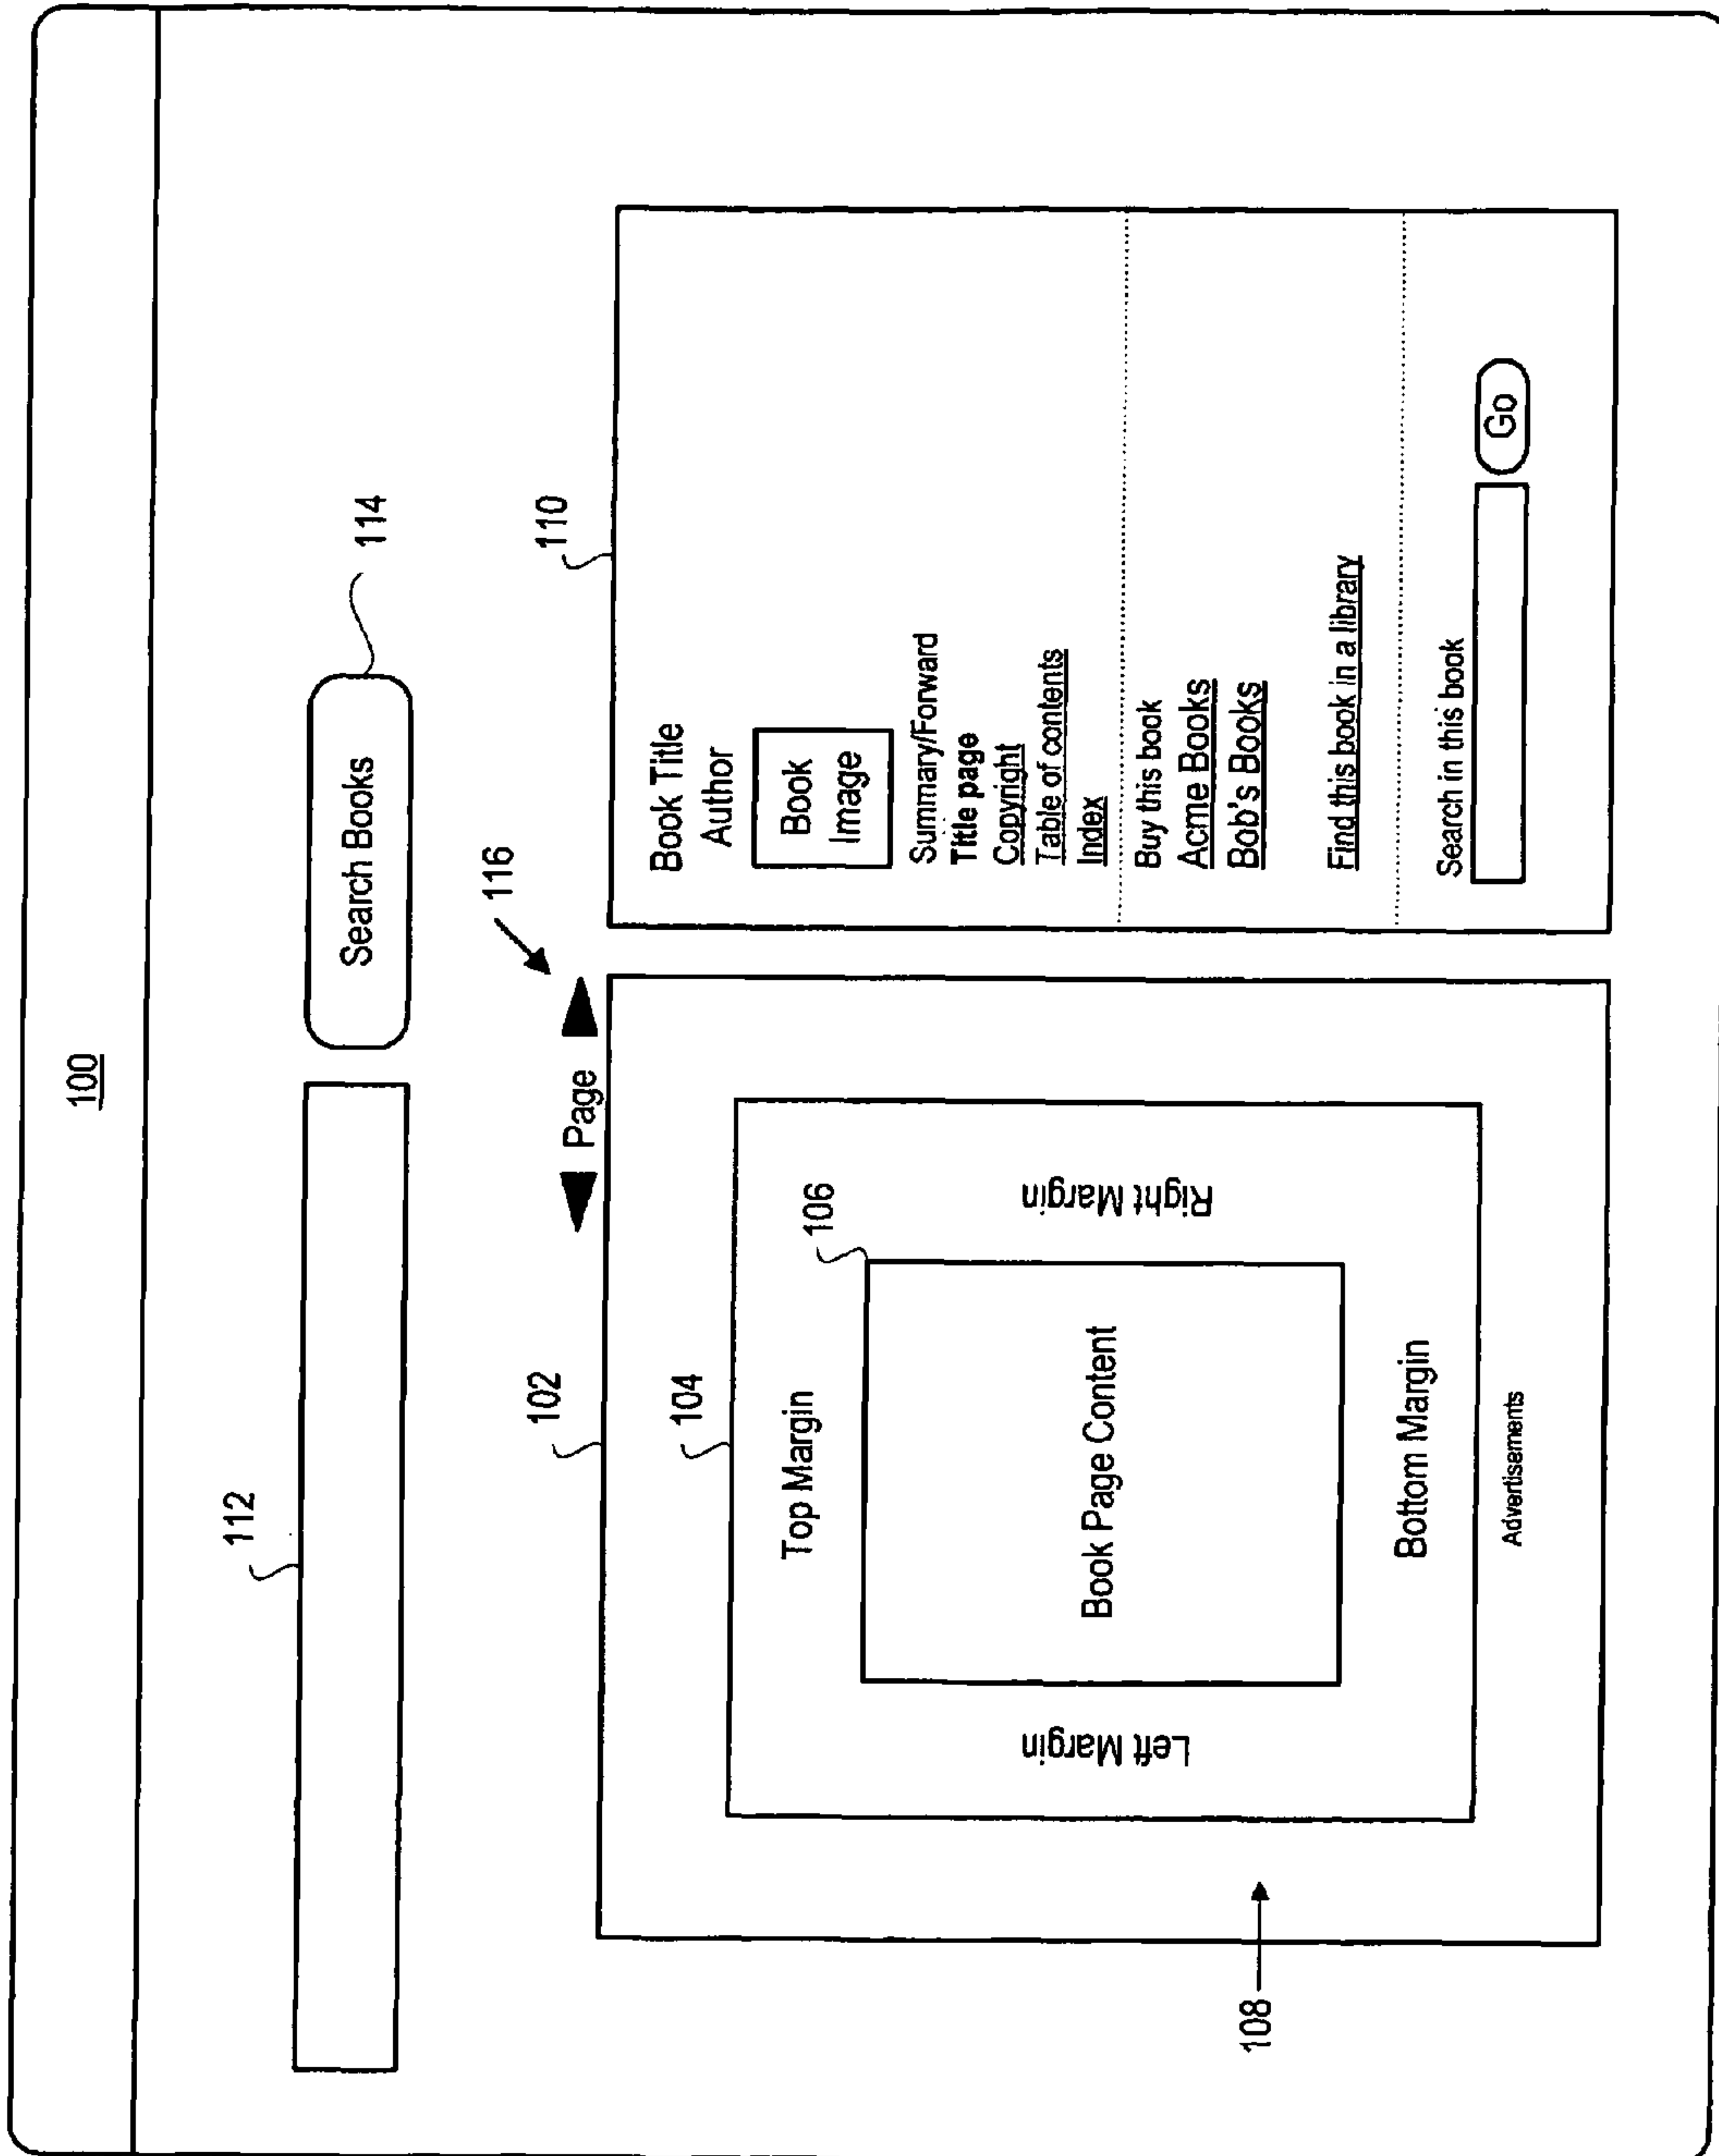 100
112
Search Books
114
116
Page
102
104
Top Margin
106
Left Margin
Book Page Content
Right Margin
Bottom Margin
Advertisements
108
110
Book Title
Author
Book
Image
Summary/Forward
Title page
Copyright
Table of contents
Index
Buy this book
Acme Books
Bob's Books
Find this book in a library
Search in this book
Go